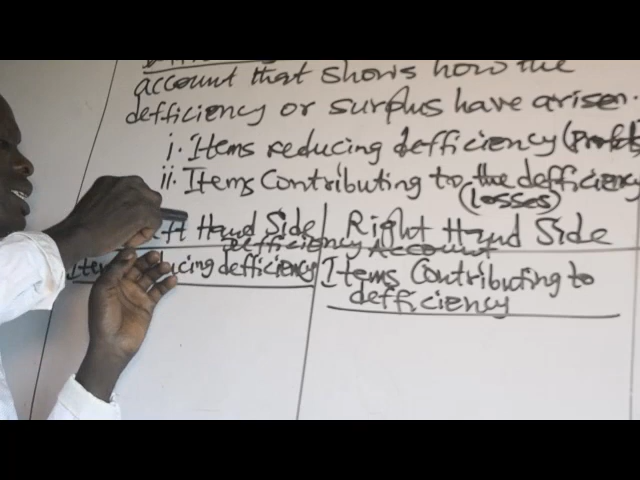 account that shows how the
defficiency or surplus have arisen.
i. Items reducing defficiency (Profits
ii. Items Contributing to the defficiency
(losses)
Hand Side | Right Hand Side
defficiency Account
defficiency | Items Contributing to
defficiency